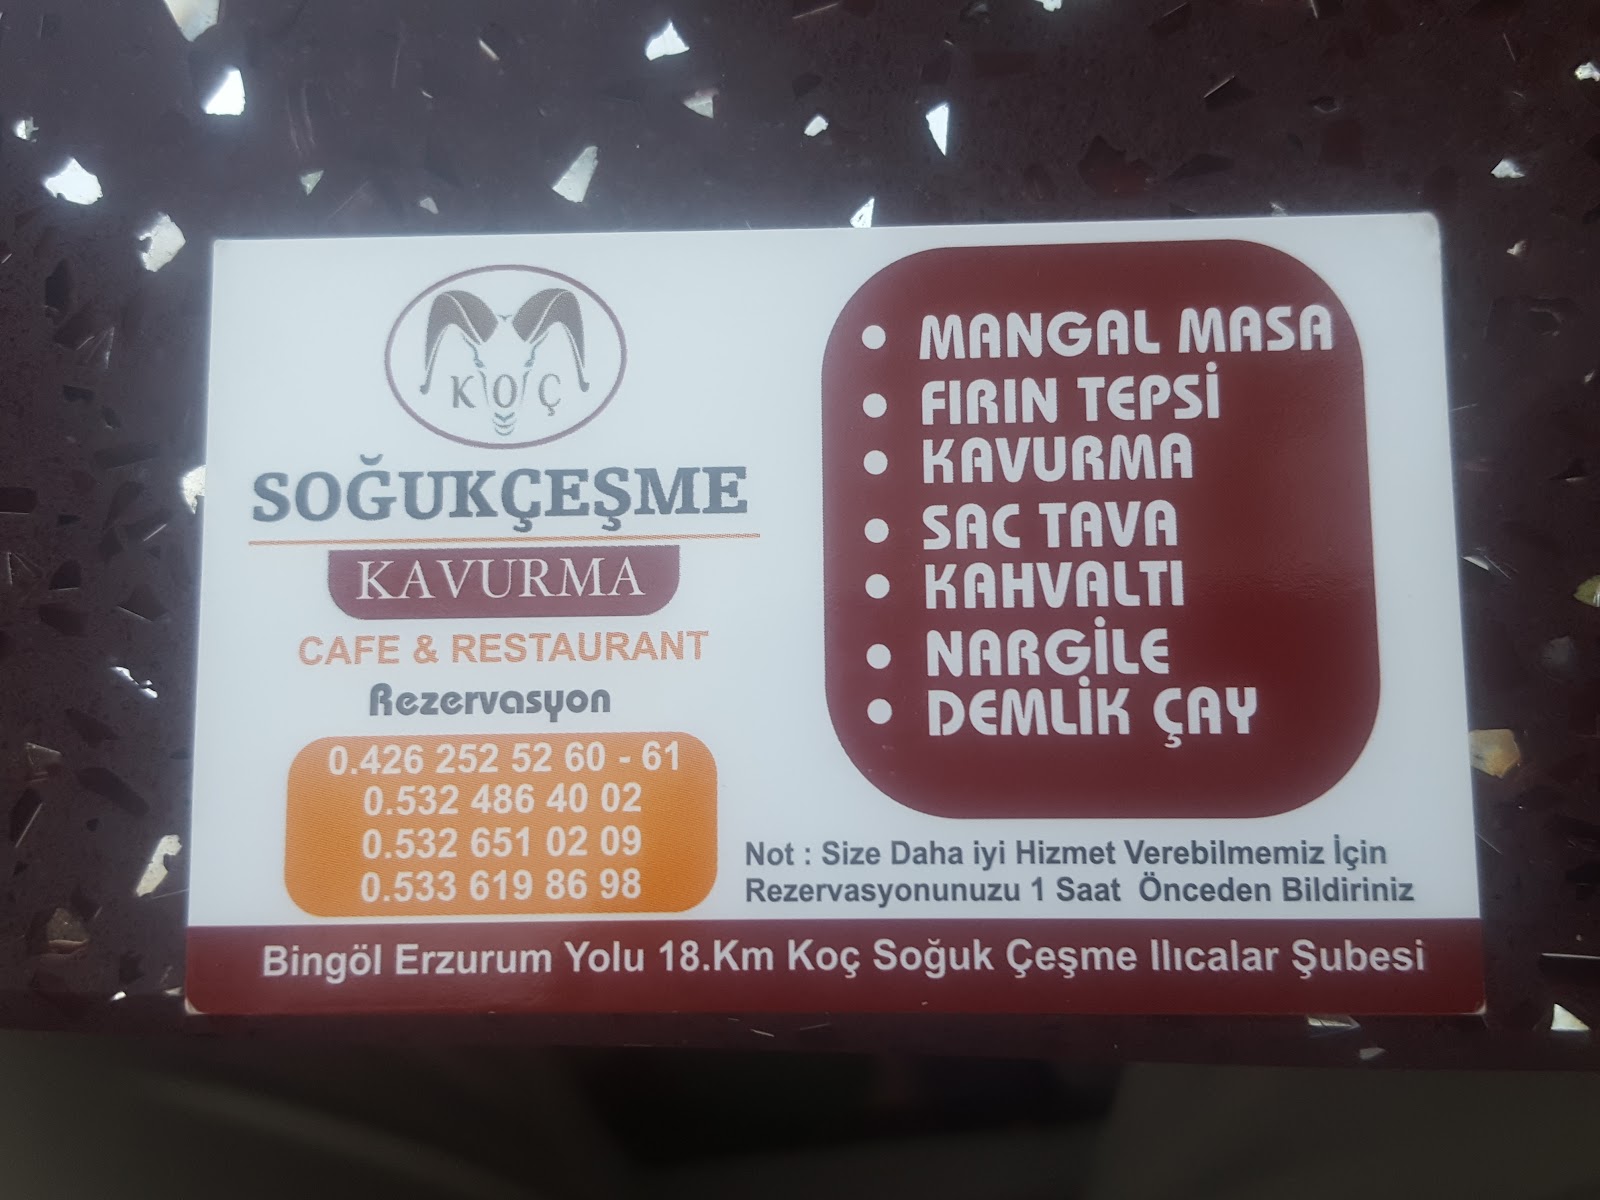 KOÇ
SOĞUKÇEŞME
KAVURMA
CAFE & RESTAURANT
Rezervasyon
0.426 252 52 60 - 61
0.532 486 40 02
0.532 651 02 09
0.533 619 86 98
• MANGAL MASA
• FIRIN TEPSİ
• KAVURMA
• SAC TAVA
• KAHVALTI
• NARGİLE
• DEMLİK ÇAY
Not : Size Daha iyi Hizmet Verebilmemiz İçin
Rezervasyonunuzu 1 Saat Önceden Bildiriniz
Bingöl Erzurum Yolu 18.Km Koç Soğuk Çeşme Ilıcalar Şubesi